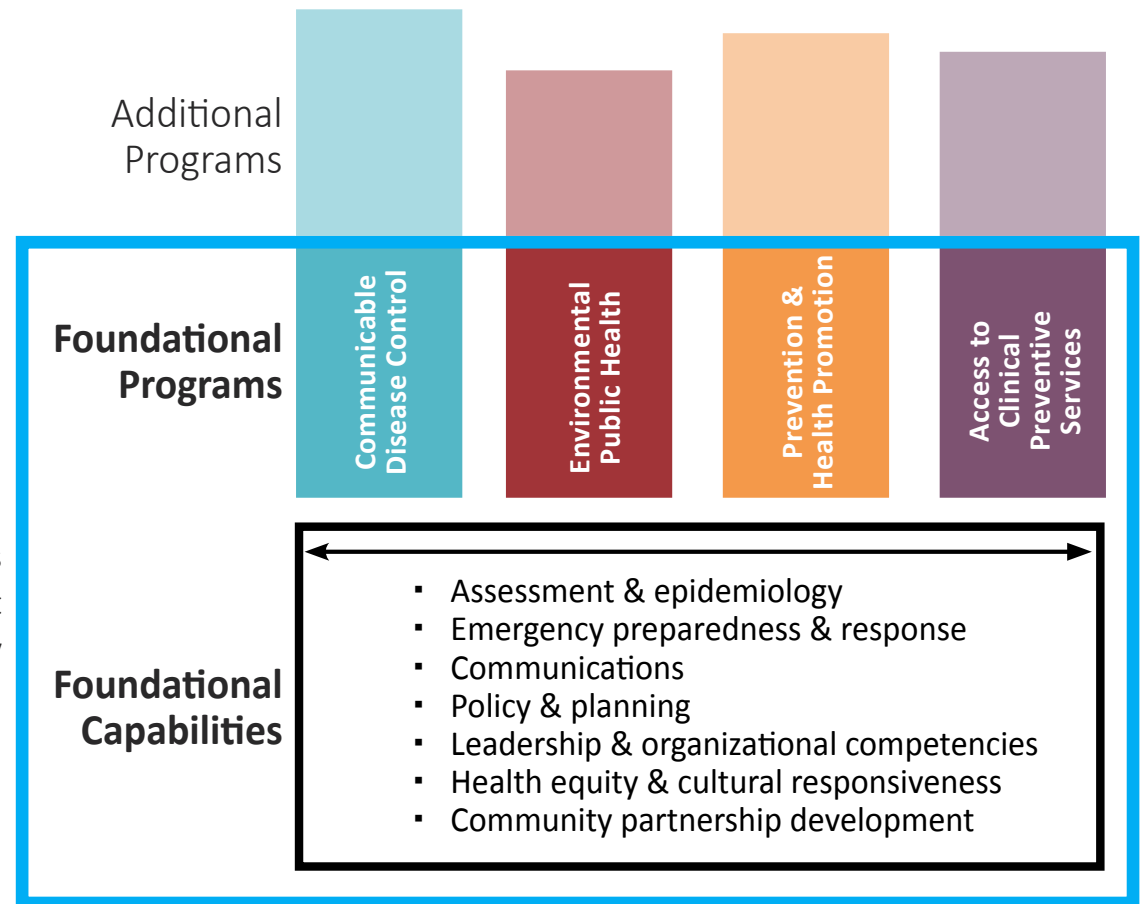 Additional
Programs
Foundational
Programs
Communicable
Disease Control
Environmental
Public Health
Prevention &
Health Promotion
Access to
Clinical
Preventive
Services
Foundational
Capabilities
▪ Assessment & epidemiology
▪ Emergency preparedness & response
▪ Communications
▪ Policy & planning
▪ Leadership & organizational competencies
▪ Health equity & cultural responsiveness
▪ Community partnership development